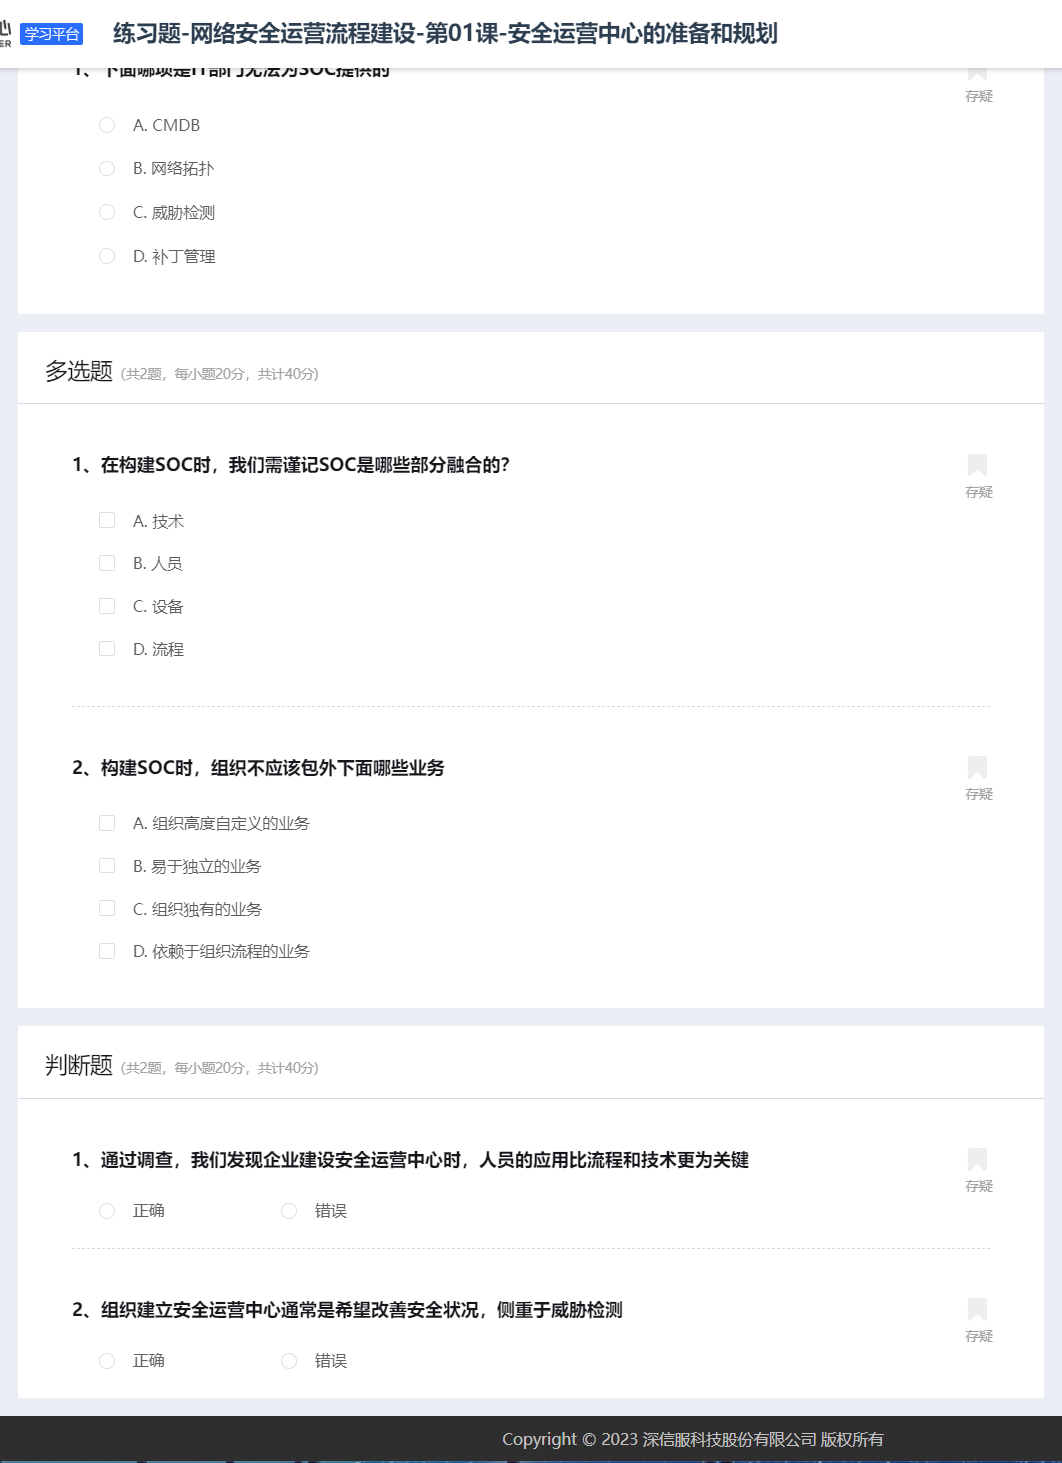 学习平台
练习题-网络安全运营流程建设-第01课-安全运营中心的准备和规划
1、下面哪项是IT部门无法为SOC提供的
存疑
A. CMDB
B. 网络拓扑
C. 威胁检测
D. 补丁管理
多选题 (共2题，每小题20分，共计40分)
1、在构建SOC时，我们需谨记SOC是哪些部分融合的?
存疑
A. 技术
B. 人员
C. 设备
D. 流程
2、构建SOC时，组织不应该包外下面哪些业务
存疑
A. 组织高度自定义的业务
B. 易于独立的业务
C. 组织独有的业务
D. 依赖于组织流程的业务
判断题 (共2题，每小题20分，共计40分)
1、通过调查，我们发现企业建设安全运营中心时，人员的应用比流程和技术更为关键
存疑
正确 错误
2、组织建立安全运营中心通常是希望改善安全状况，侧重于威胁检测
存疑
正确 错误
Copyright © 2023 深信服科技股份有限公司 版权所有